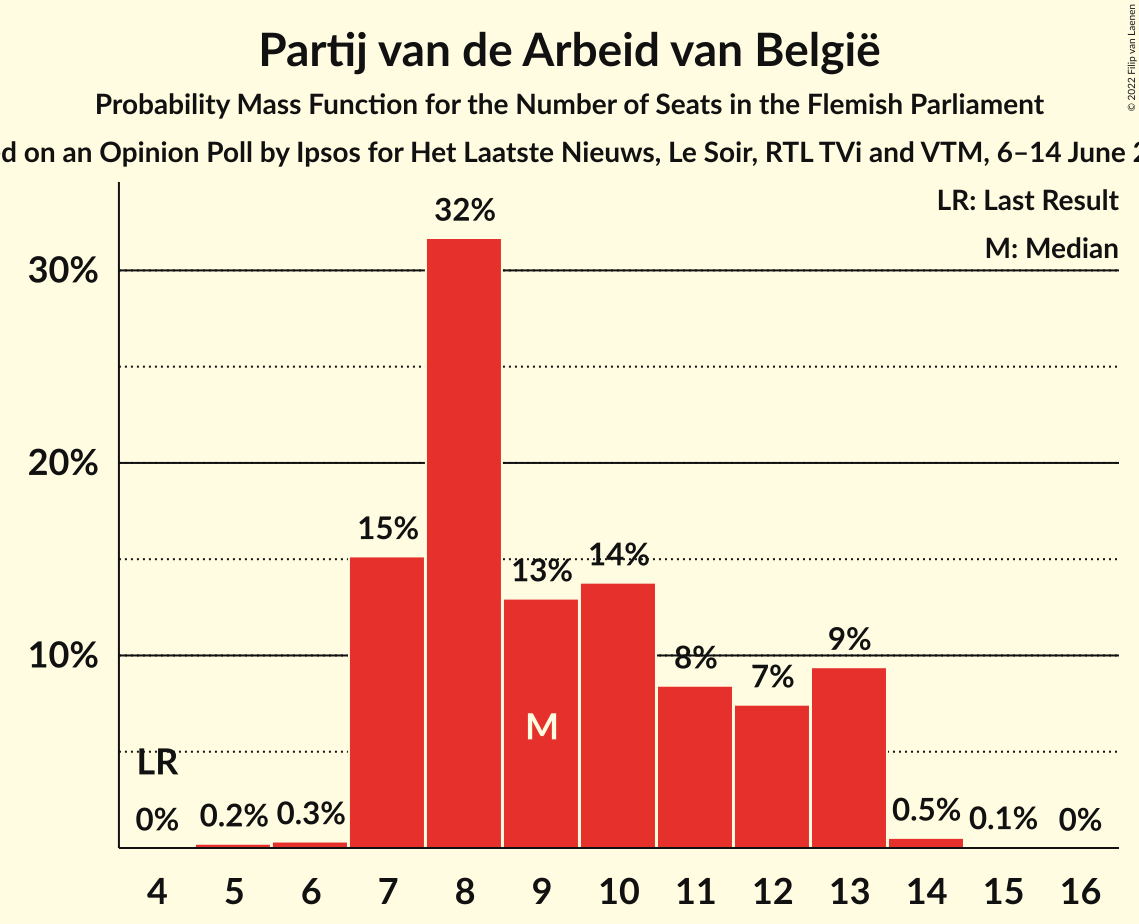 Partij van de Arbeid van België
Probability Mass Function for the Number of Seats in the Flemish Parliament
d on an Opinion Poll by Ipsos for Het Laatste Nieuws, Le Soir, RTL TVi and VTM, 6–14 June 2
© 2022 Filip van Laenen
LR: Last Result
M: Median
30%
20%
10%
LR
0%
0.2%
0.3%
15%
32%
13%
M
14%
8%
7%
9%
0.5%
0.1%
0%
4 5 6 7 8 9 10 11 12 13 14 15 16